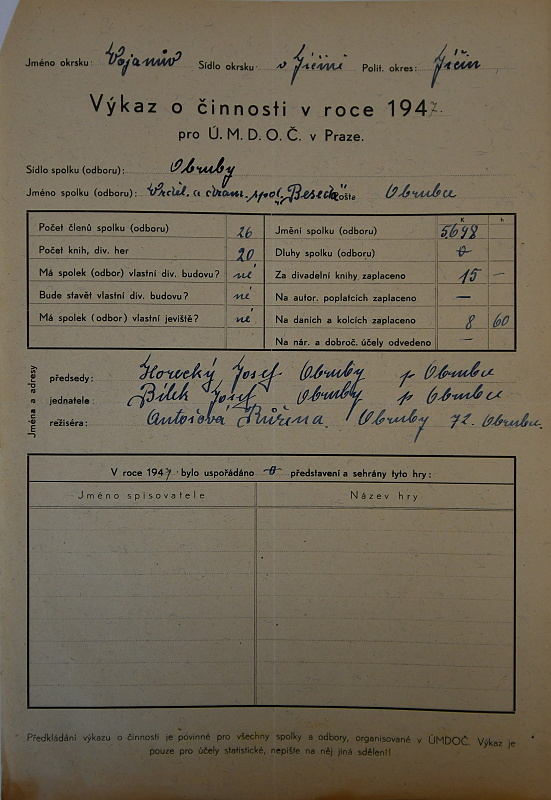 Jméno okrsku: Vojanův Sídlo okrsku v Jičíně Polit. okres: Jičín
Výkaz o činnosti v roce 1947.
pro Ú. M. D. O. Č. v Praze.
Sídlo spolku (odboru): Obruby
Jméno spolku (odboru): Vzděl. a dram. spol. „Beseda" Pošta Obrubce
Počet členů spolku (odboru) 26 Jmění spolku (odboru) K 5.698 h
Počet knih, div. her 20 Dluhy spolku (odboru) 0
Má spolek (odbor) vlastní div. budovu? né Za divadelní knihy zaplaceno 15 —
Bude stavět vlastní div. budovu? né Na autor. poplatcích zaplaceno —
Má spolek (odbor) vlastní jeviště? né Na daních a kolcích zaplaceno 8 60
Na nár. a dobroč. účely odvedeno —
Jména a adresy
předsedy: Horecký Josef Obruby p Obrubce
jednatele: Bílek Josef Obruby p Obrubce
režiséra: Antošová Růžena. Obruby 72. Obrubce.
V roce 1947 bylo uspořádáno 0 představení a sehrány tyto hry:
Jméno spisovatele Název hry
Předkládání výkazu o činnosti je povinné pro všechny spolky a odbory, organisované v ÚMDOČ. Výkaz je
pouze pro účely statistické, nepište na něj jiná sdělení!